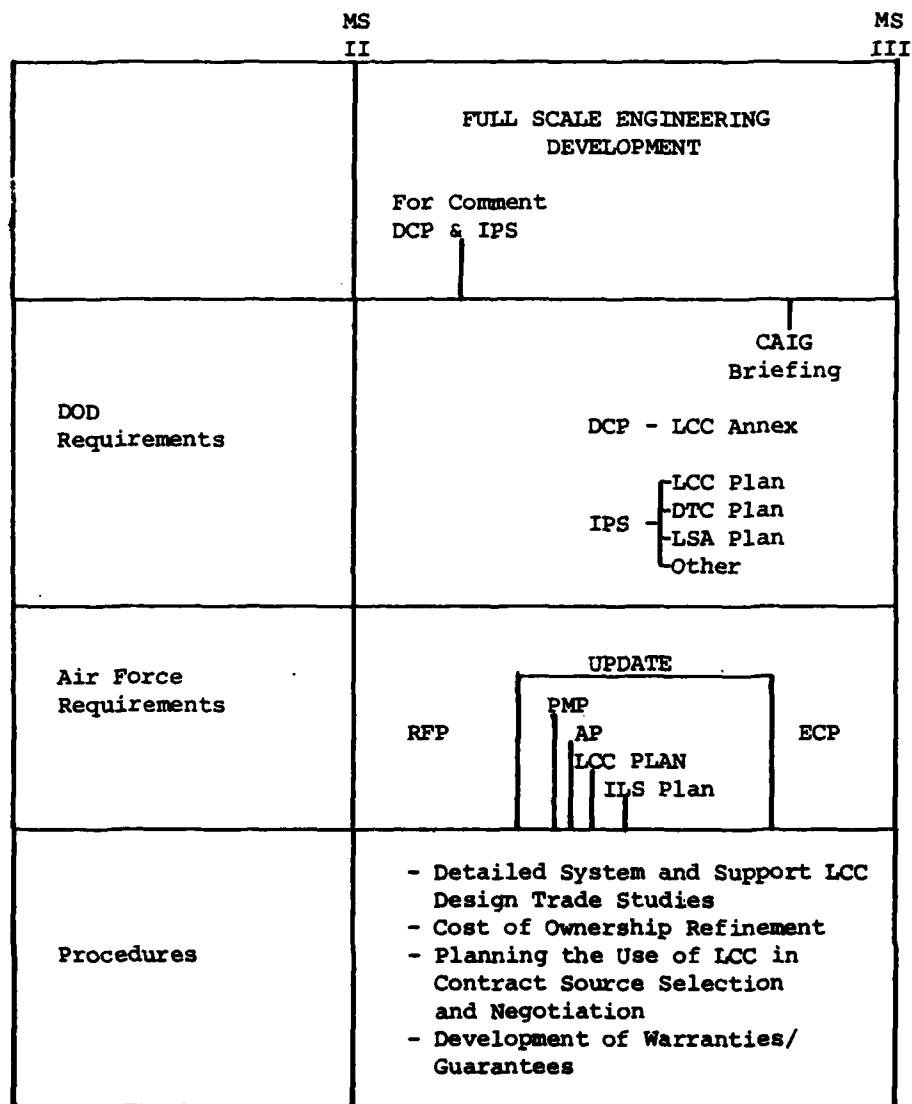 MS
II
MS
III
FULL SCALE ENGINEERING
DEVELOPMENT
For Comment
DCP & IPS
CAIG
Briefing
DOD
Requirements
DCP - LCC Annex
IPS
LCC Plan
DTC Plan
LSA Plan
Other
Air Force
Requirements
UPDATE
RFP
PMP
AP
LCC PLAN
ILS Plan
ECP
Procedures
- Detailed System and Support LCC
Design Trade Studies
- Cost of Ownership Refinement
- Planning the Use of LCC in
Contract Source Selection
and Negotiation
- Development of Warranties/
Guarantees